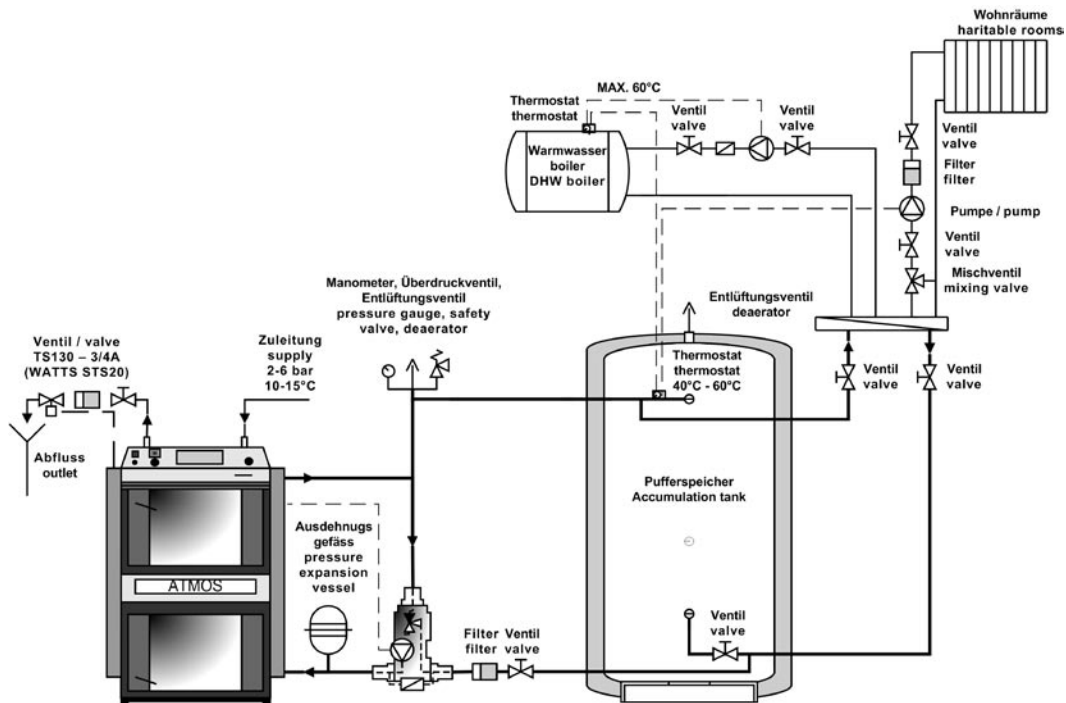 Wohnräume
haritable rooms
MAX. 60°C
Thermostat
thermostat
Ventil
valve
Ventil
valve
Warmwasser
boiler
DHW boiler
Ventil
valve
Filter
filter
Pumpe / pump
Ventil
valve
Mischventil
mixing valve
Manometer, Überdruckventil,
Entlüftungsventil
pressure gauge, safety
valve, deaerator
Entlüftungsventil
deaerator
Ventil / valve
TS130 – 3/4A
(WATTS STS20)
Zuleitung
supply
2-6 bar
10-15°C
Thermostat
thermostat
40°C - 60°C
Ventil
valve
Ventil
valve
Abfluss
outlet
Pufferspeicher
Accumulation tank
Ausdehnugs
gefäss
pressure
expansion
vessel
ATMOS
Filter
filter
Ventil
valve
Ventil
valve